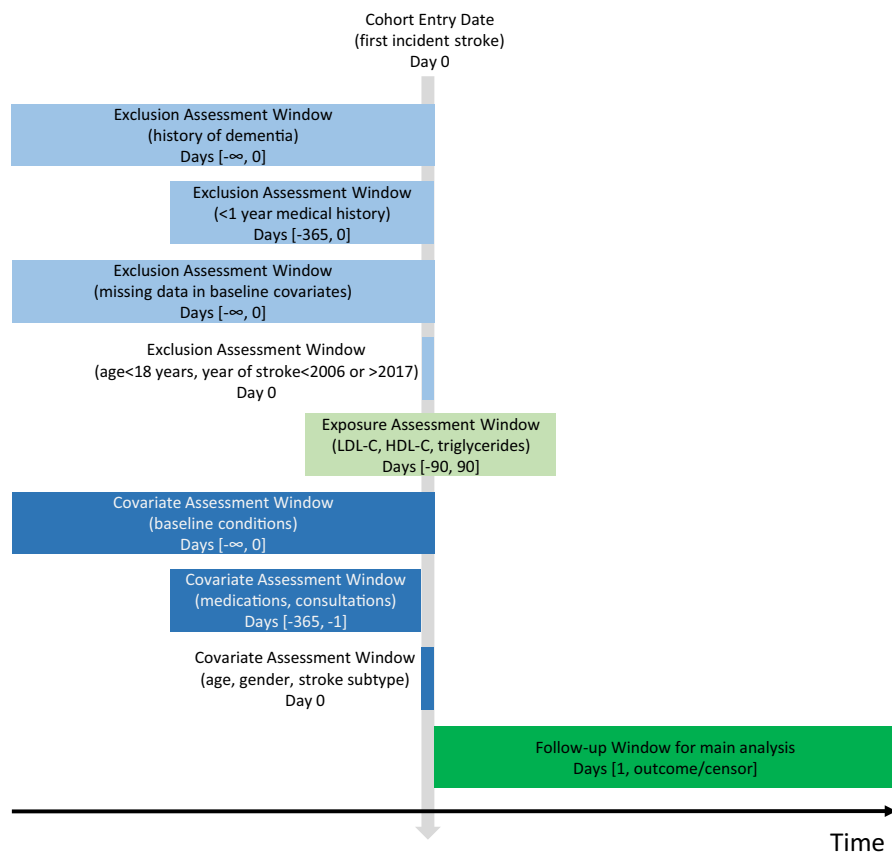 Cohort Entry Date
(first incident stroke)
Day 0
Exclusion Assessment Window
(history of dementia)
Days [-∞, 0]
Exclusion Assessment Window
(<1 year medical history)
Days [-365, 0]
Exclusion Assessment Window
(missing data in baseline covariates)
Days [-∞, 0]
Exclusion Assessment Window
(age<18 years, year of stroke<2006 or >2017)
Day 0
Exposure Assessment Window
(LDL-C, HDL-C, triglycerides)
Days [-90, 90]
Covariate Assessment Window
(baseline conditions)
Days [-∞, 0]
Covariate Assessment Window
(medications, consultations)
Days [-365, -1]
Covariate Assessment Window
(age, gender, stroke subtype)
Day 0
Follow-up Window for main analysis
Days [1, outcome/censor]
Time